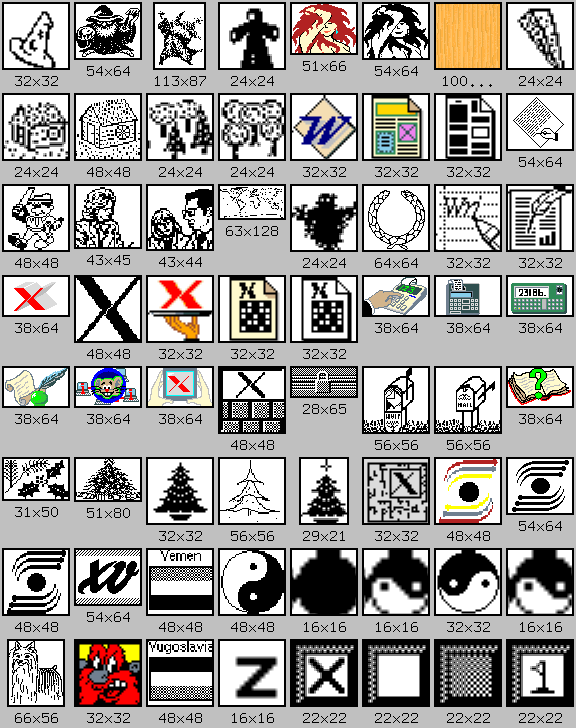 32x32 54x64 113x87 24x24 51x66 54x64 100... 24x24
24x24 48x48 24x24 24x24 W 32x32 32x32 32x32 54x64
48x48 43x45 43x44 63x128 24x24 64x64 32x32 32x32
X X X X X 2318b.
38x64 48x48 32x32 32x32 32x32 38x64 38x64 38x64
X X MAIL ?
38x64 38x64 38x64 48x48 28x65 56x56 56x56 38x64
X
31x50 51x80 32x32 56x56 29x21 32x32 48x48 54x64
xv Yemen
48x48 54x64 48x48 48x48 16x16 16x16 32x32 16x16
Yugoslavia Z X 1
66x56 32x32 48x48 16x16 22x22 22x22 22x22 22x22